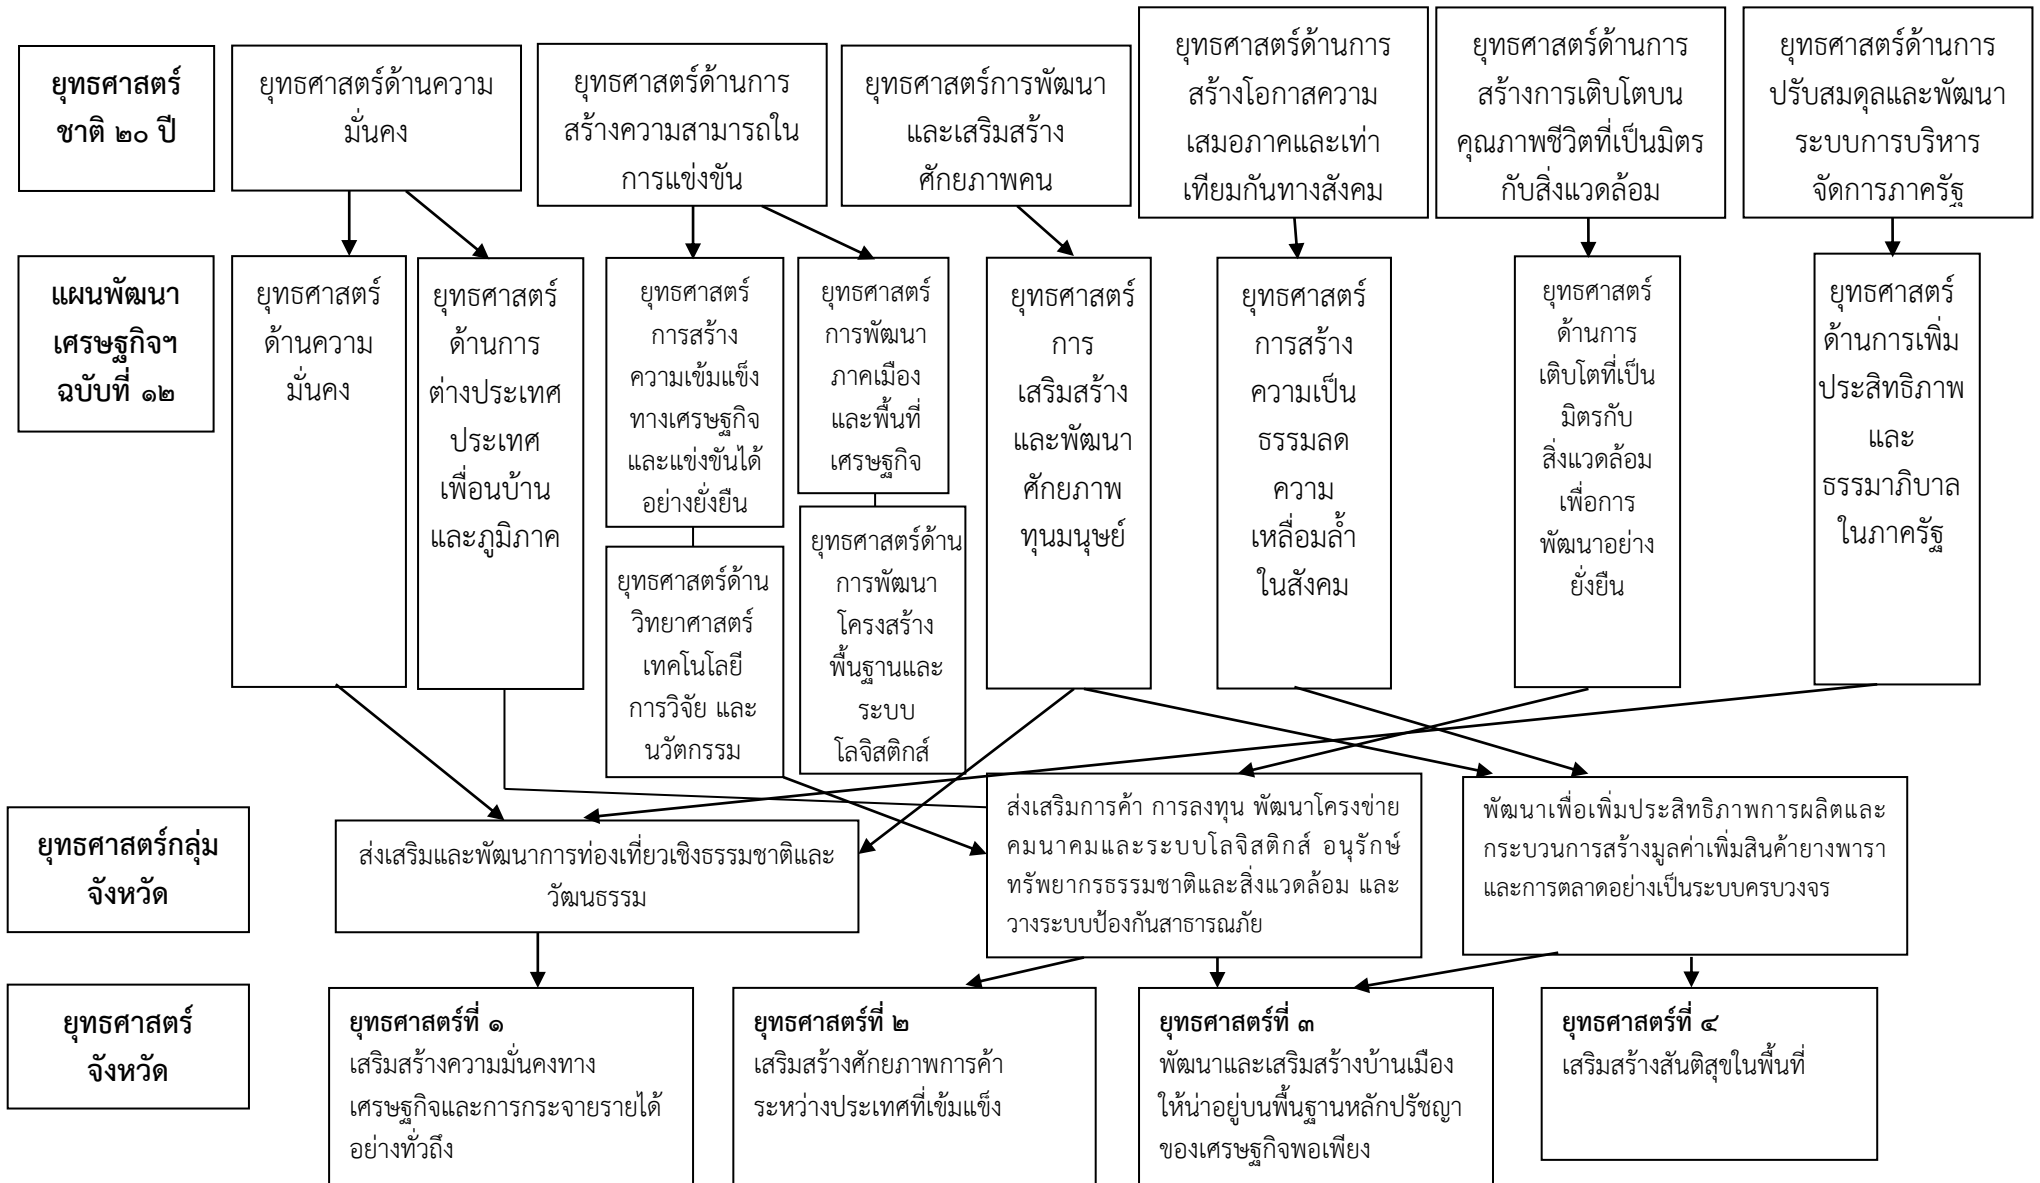 ยุทธศาสตร์
ชาติ ๒๐ ปี
ยุทธศาสตร์ด้านความ
มั่นคง
ยุทธศาสตร์ด้านการ
สร้างความสามารถใน
การแข่งขัน
ยุทธศาสตร์การพัฒนา
และเสริมสร้าง
ศักยภาพคน
ยุทธศาสตร์ด้านการ
สร้างโอกาสความ
เสมอภาคและเท่า
เทียมกันทางสังคม
ยุทธศาสตร์ด้านการ
สร้างการเติบโตบน
คุณภาพชีวิตที่เป็นมิตร
กับสิ่งแวดล้อม
ยุทธศาสตร์ด้านการ
ปรับสมดุลและพัฒนา
ระบบการบริหาร
จัดการภาครัฐ
แผนพัฒนา
เศรษฐกิจฯ
ฉบับที่ ๑๒
ยุทธศาสตร์
ด้านความ
มั่นคง
ยุทธศาสตร์
ด้านการ
ต่างประเทศ
ประเทศ
เพื่อนบ้าน
และภูมิภาค
ยุทธศาสตร์
การสร้าง
ความเข้มแข็ง
ทางเศรษฐกิจ
และแข่งขันได้
อย่างยั่งยืน
ยุทธศาสตร์
การพัฒนา
ภาคเมือง
และพื้นที่
เศรษฐกิจ
ยุทธศาสตร์
การ
เสริมสร้าง
และพัฒนา
ศักยภาพ
ทุนมนุษย์
ยุทธศาสตร์
การสร้าง
ความเป็น
ธรรมลด
ความ
เหลื่อมล้ำ
ในสังคม
ยุทธศาสตร์
ด้านการ
เติบโตที่เป็น
มิตรกับ
สิ่งแวดล้อม
เพื่อการ
พัฒนาอย่าง
ยั่งยืน
ยุทธศาสตร์
ด้านการเพิ่ม
ประสิทธิภาพ
และ
ธรรมาภิบาล
ในภาครัฐ
ยุทธศาสตร์ด้าน
วิทยาศาสตร์
เทคโนโลยี
การวิจัย และ
นวัตกรรม
ยุทธศาสตร์ด้าน
การพัฒนา
โครงสร้าง
พื้นฐานและ
ระบบ
โลจิสติกส์
ยุทธศาสตร์กลุ่ม
จังหวัด
ส่งเสริมและพัฒนาการท่องเที่ยวเชิงธรรมชาติและ
วัฒนธรรม
ส่งเสริมการค้า การลงทุน พัฒนาโครงข่าย
คมนาคมและระบบโลจิสติกส์ อนุรักษ์
ทรัพยากรธรรมชาติและสิ่งแวดล้อม และ
วางระบบป้องกันสาธารณภัย
พัฒนาเพื่อเพิ่มประสิทธิภาพการผลิตและ
กระบวนการสร้างมูลค่าเพิ่มสินค้ายางพารา
และการตลาดอย่างเป็นระบบครบวงจร
ยุทธศาสตร์
จังหวัด
ยุทธศาสตร์ที่ ๑
เสริมสร้างความมั่นคงทาง
เศรษฐกิจและการกระจายรายได้
อย่างทั่วถึง
ยุทธศาสตร์ที่ ๒
เสริมสร้างศักยภาพการค้า
ระหว่างประเทศที่เข้มแข็ง
ยุทธศาสตร์ที่ ๓
พัฒนาและเสริมสร้างบ้านเมือง
ให้น่าอยู่บนพื้นฐานหลักปรัชญา
ของเศรษฐกิจพอเพียง
ยุทธศาสตร์ที่ ๔
เสริมสร้างสันติสุขในพื้นที่